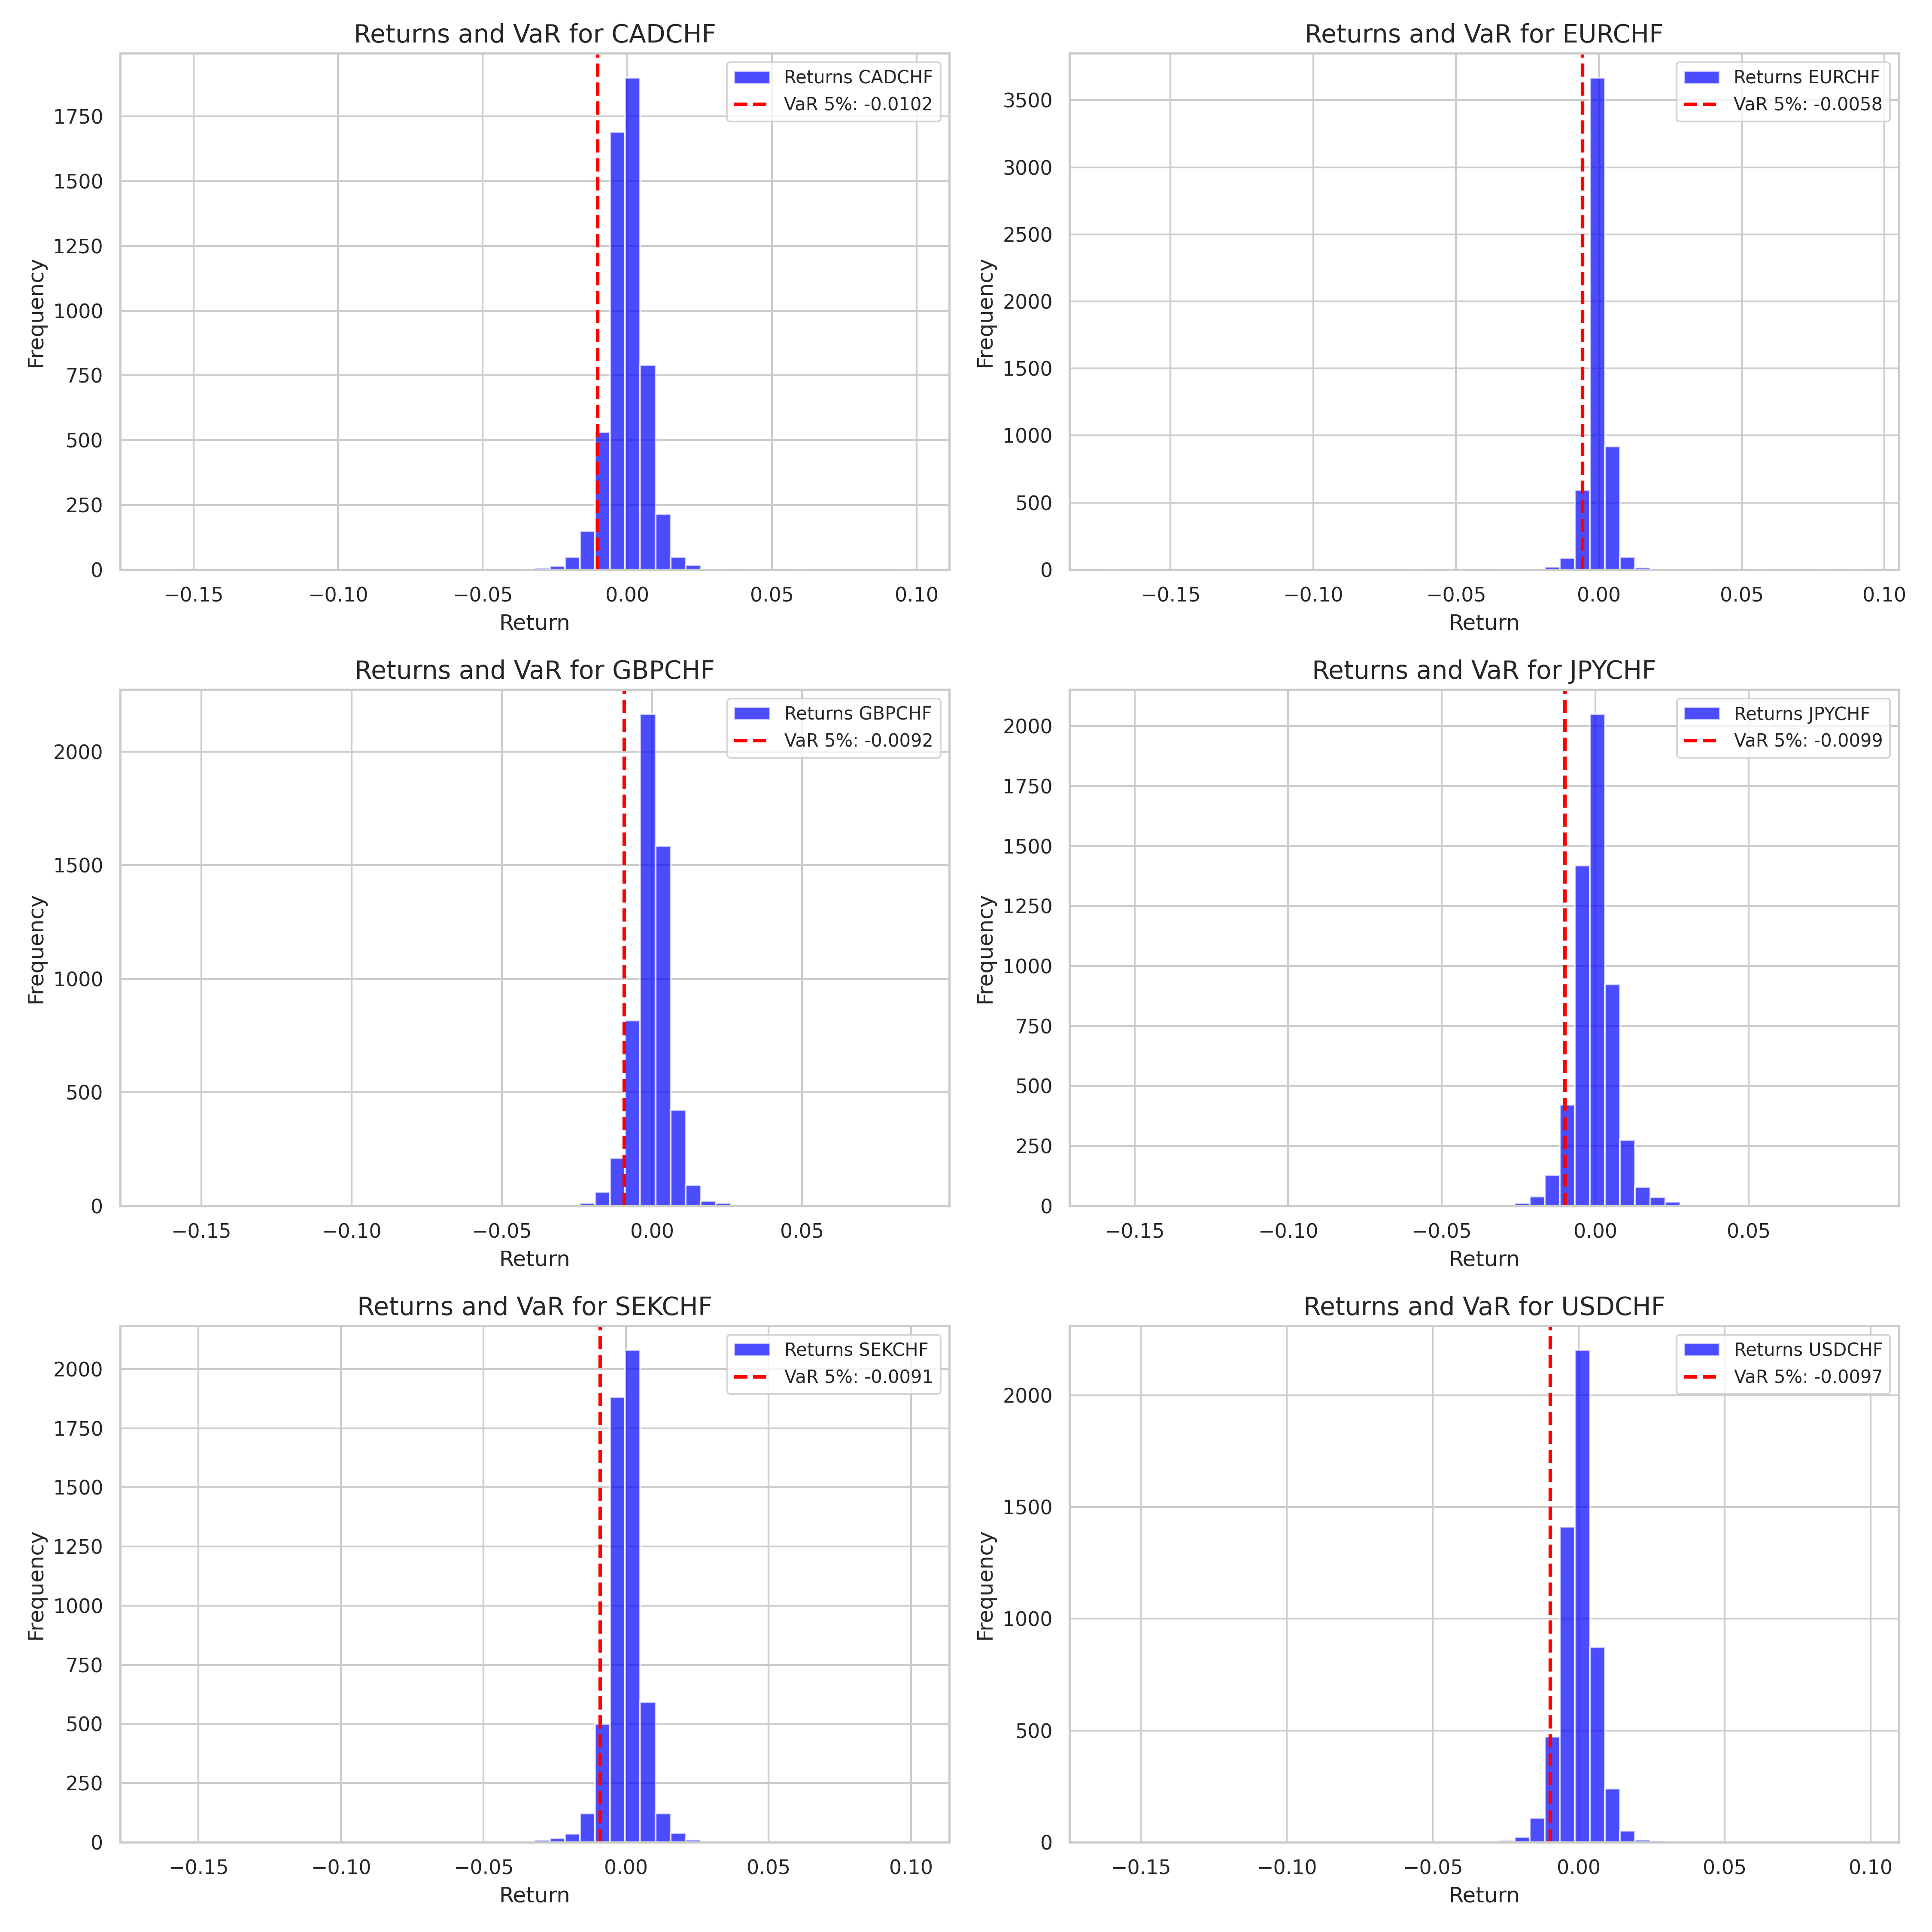 Returns and VaR for CADCHF
Returns CADCHF
VaR 5%: -0.0102
Frequency
1750
1500
1250
1000
750
500
250
0
−0.15 −0.10 −0.05 0.00 0.05 0.10
Return
Returns and VaR for EURCHF
Returns EURCHF
VaR 5%: -0.0058
Frequency
3500
3000
2500
2000
1500
1000
500
0
−0.15 −0.10 −0.05 0.00 0.05 0.10
Return
Returns and VaR for GBPCHF
Returns GBPCHF
VaR 5%: -0.0092
Frequency
2000
1500
1000
500
0
−0.15 −0.10 −0.05 0.00 0.05
Return
Returns and VaR for JPYCHF
Returns JPYCHF
VaR 5%: -0.0099
Frequency
2000
1750
1500
1250
1000
750
500
250
0
−0.15 −0.10 −0.05 0.00 0.05
Return
Returns and VaR for SEKCHF
Returns SEKCHF
VaR 5%: -0.0091
Frequency
2000
1750
1500
1250
1000
750
500
250
0
−0.15 −0.10 −0.05 0.00 0.05 0.10
Return
Returns and VaR for USDCHF
Returns USDCHF
VaR 5%: -0.0097
Frequency
2000
1500
1000
500
0
−0.15 −0.10 −0.05 0.00 0.05 0.10
Return